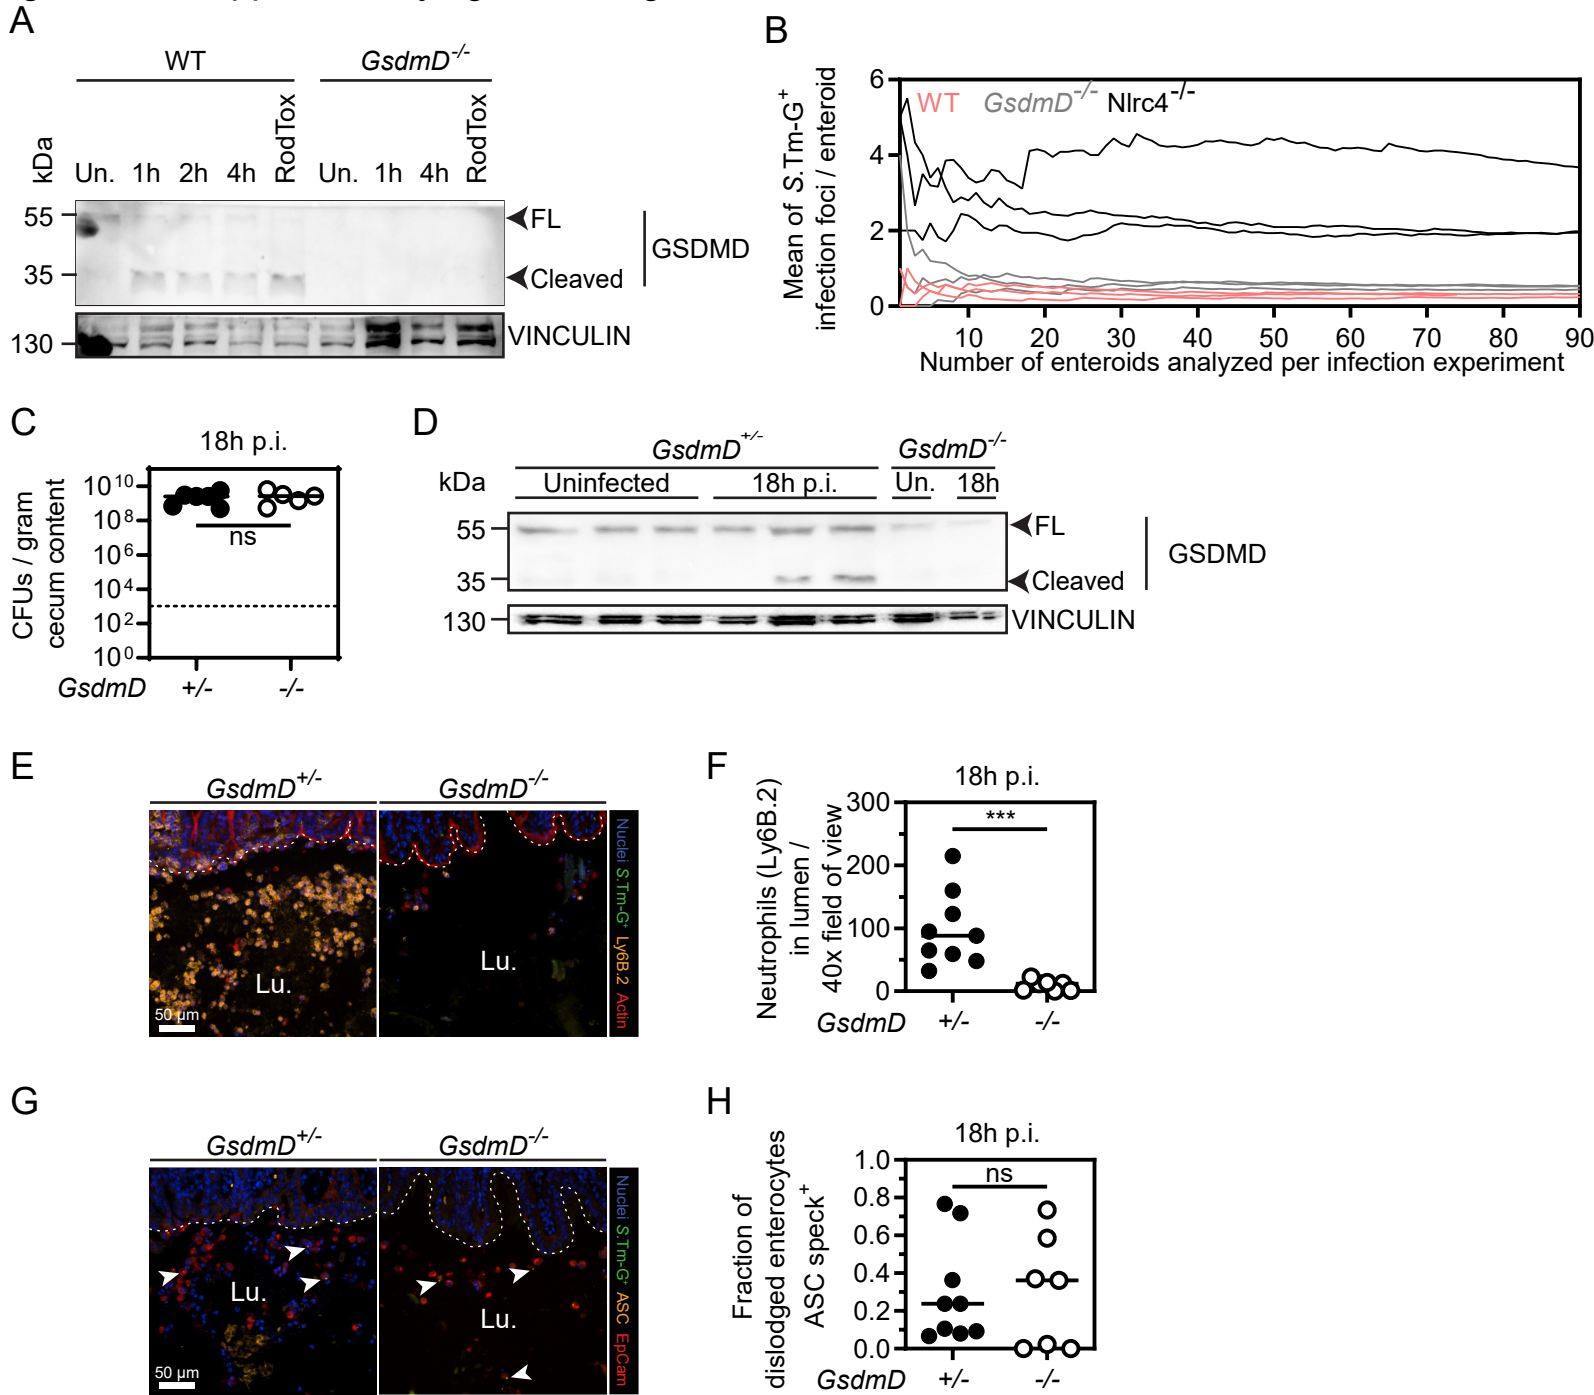 A
WT
GsdmD-/-
kDa
Un.
1h
2h
4h
RodTox
Un.
1h
4h
RodTox
55
FL
35
Cleaved
GSDMD
130
VINCULIN
B
Mean of S.Tm-G+
infection foci / enteroid
6
4
2
0
WT GsdmD-/- Nlrc4-/-
10 20 30 40 50 60 70 80 90
Number of enteroids analyzed per infection experiment
C
18h p.i.
CFUs / gram
cecum content
10^10
10^8
10^6
10^4
10^2
10^0
ns
GsdmD +/- -/-
D
GsdmD+/-
GsdmD-/-
kDa
Uninfected
18h p.i.
Un.
18h
55
FL
35
Cleaved
GSDMD
130
VINCULIN
E
GsdmD+/-
GsdmD-/-
Lu.
Lu.
50 µm
Nuclei S.Tm-G+ Ly6B.2 Actin
F
18h p.i.
Neutrophils (Ly6B.2)
in lumen /
40x field of view
300
200
100
0
***
GsdmD +/- -/-
G
GsdmD+/-
GsdmD-/-
Lu.
Lu.
50 µm
Nuclei S.Tm-G+ ASC EpCam
H
18h p.i.
Fraction of
dislodged enterocytes
ASC speck+
1.0
0.8
0.6
0.4
0.2
0.0
ns
GsdmD +/- -/-